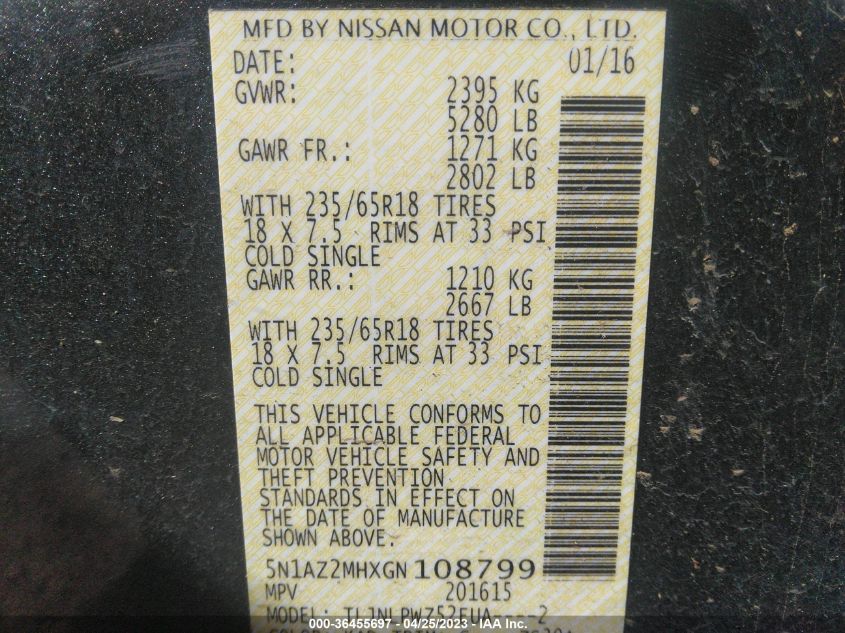 MFD BY NISSAN MOTOR CO., LTD.
DATE: 01/16
GVWR: 2395 KG
5280 LB
GAWR FR.: 1271 KG
2802 LB
WITH 235/65R18 TIRES
18 X 7.5 RIMS AT 33 PSI
COLD SINGLE
GAWR RR.: 1210 KG
2667 LB
WITH 235/65R18 TIRES
18 X 7.5 RIMS AT 33 PSI
COLD SINGLE
THIS VEHICLE CONFORMS TO
ALL APPLICABLE FEDERAL
MOTOR VEHICLE SAFETY AND
THEFT PREVENTION
STANDARDS IN EFFECT ON
THE DATE OF MANUFACTURE
SHOWN ABOVE.
5N1AZ2MHXGN108799
MPV 201615
MODEL:
000-36455697 - 04/25/2023 - www.iaai.com